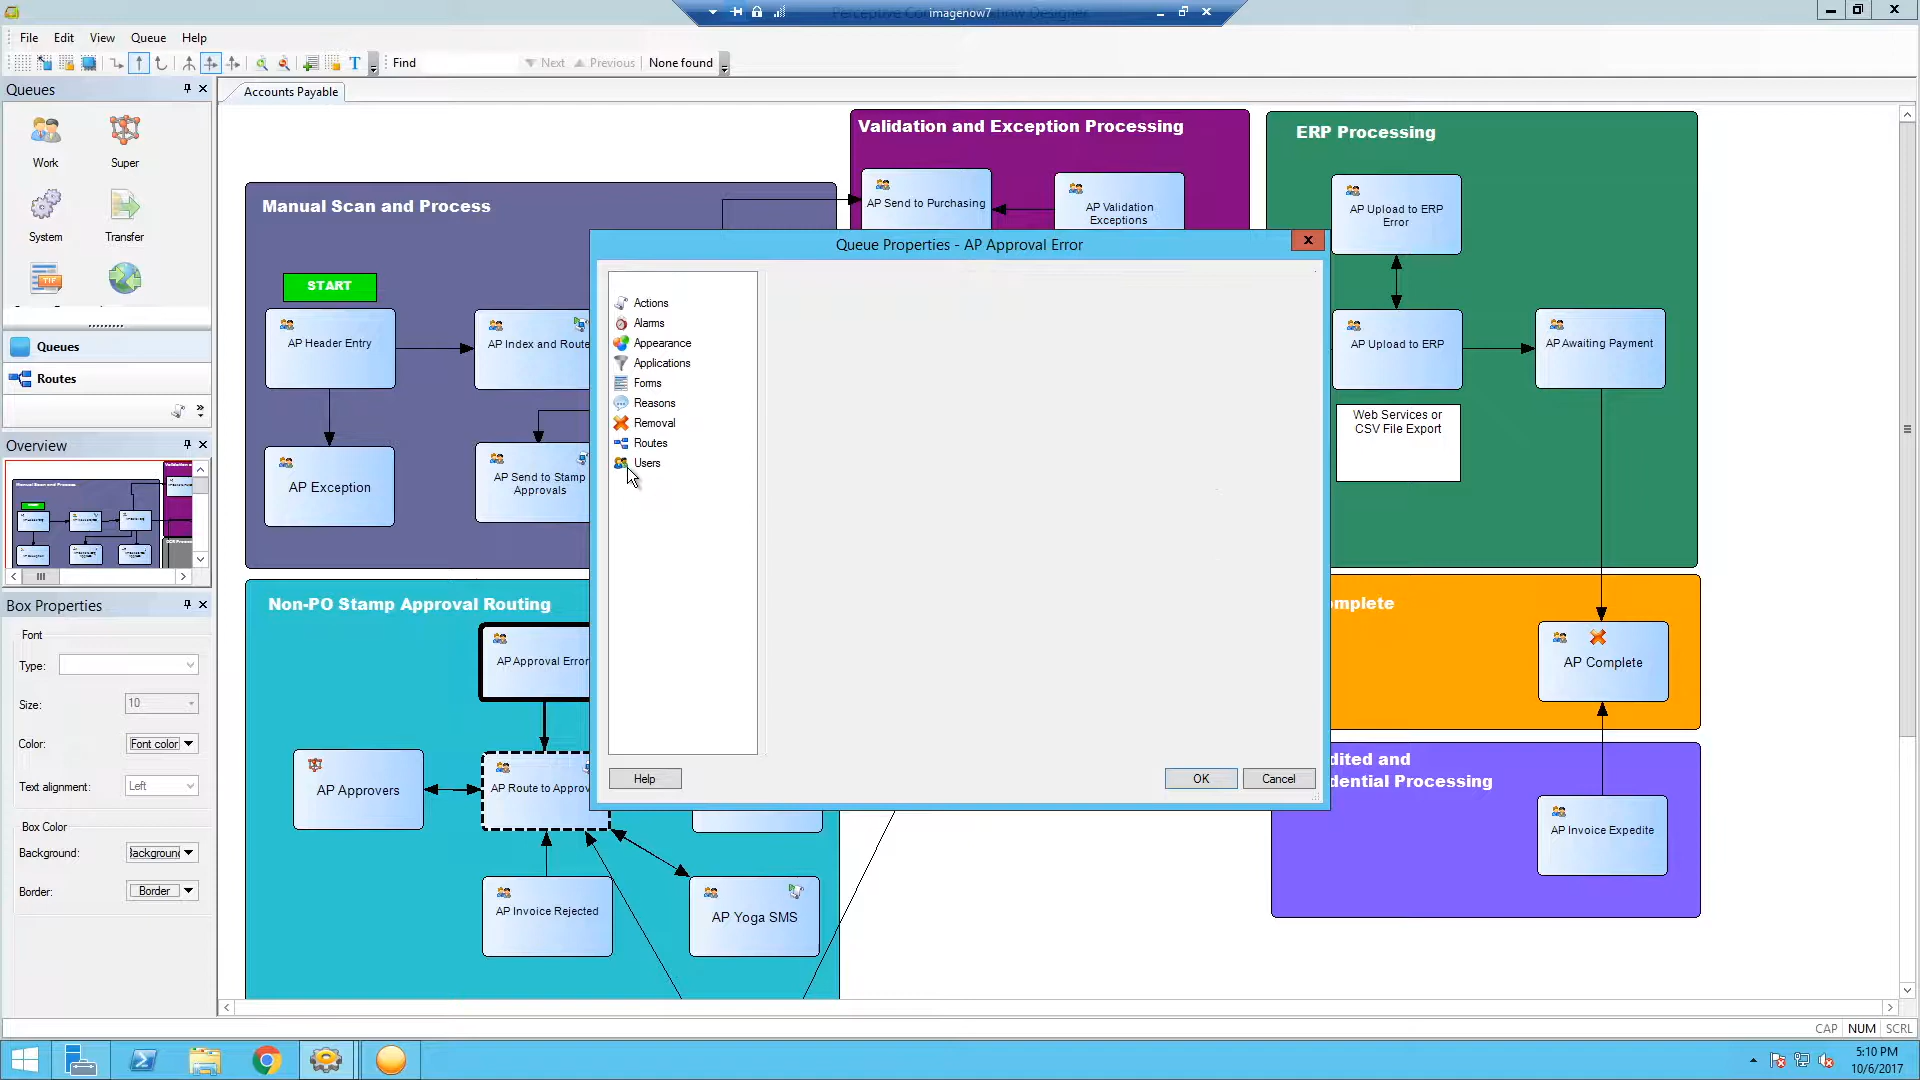 imagenow7
File Edit View Queue Help
Find Next Previous None found
Queues
Accounts Payable
Work Super
System Transfer
Queues
Routes
Overview
Box Properties
Font
Type:
Size: 10
Color: Font color
Text alignment: Left
Box Color
Background: Background
Border: Border
Manual Scan and Process
START
AP Header Entry
AP Index and Route
AP Exception
AP Send to Stamp
Approvals
Validation and Exception Processing
AP Send to Purchasing
AP Validation
Exceptions
ERP Processing
AP Upload to ERP
Error
AP Upload to ERP
AP Awaiting Payment
Web Services or
CSV File Export
Queue Properties - AP Approval Error
Actions
Alarms
Appearance
Applications
Forms
Reasons
Removal
Routes
Users
Help OK Cancel
Non-PO Stamp Approval Routing
AP Approval Error
AP Approvers
AP Route to Approv
AP Invoice Rejected
AP Yoga SMS
mplete
AP Complete
dited and
dential Processing
AP Invoice Expedite
CAP NUM SCRL
5:10 PM
10/6/2017